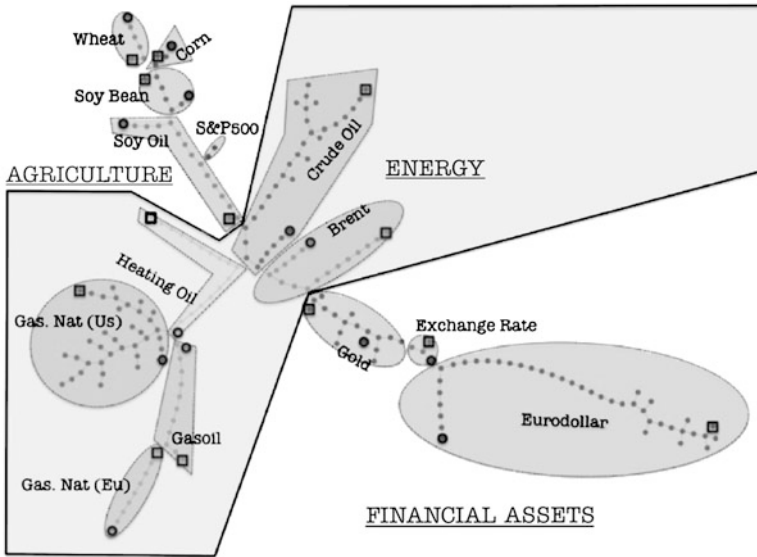 Wheat
Corn
Soy Bean
S&P500
Soy Oil
AGRICULTURE
Crude Oil
ENERGY
Brent
Heating Oil
Gas. Nat (Us)
Exchange Rate
Gold
Eurodollar
Gasoil
Gas. Nat (Eu)
FINANCIAL ASSETS